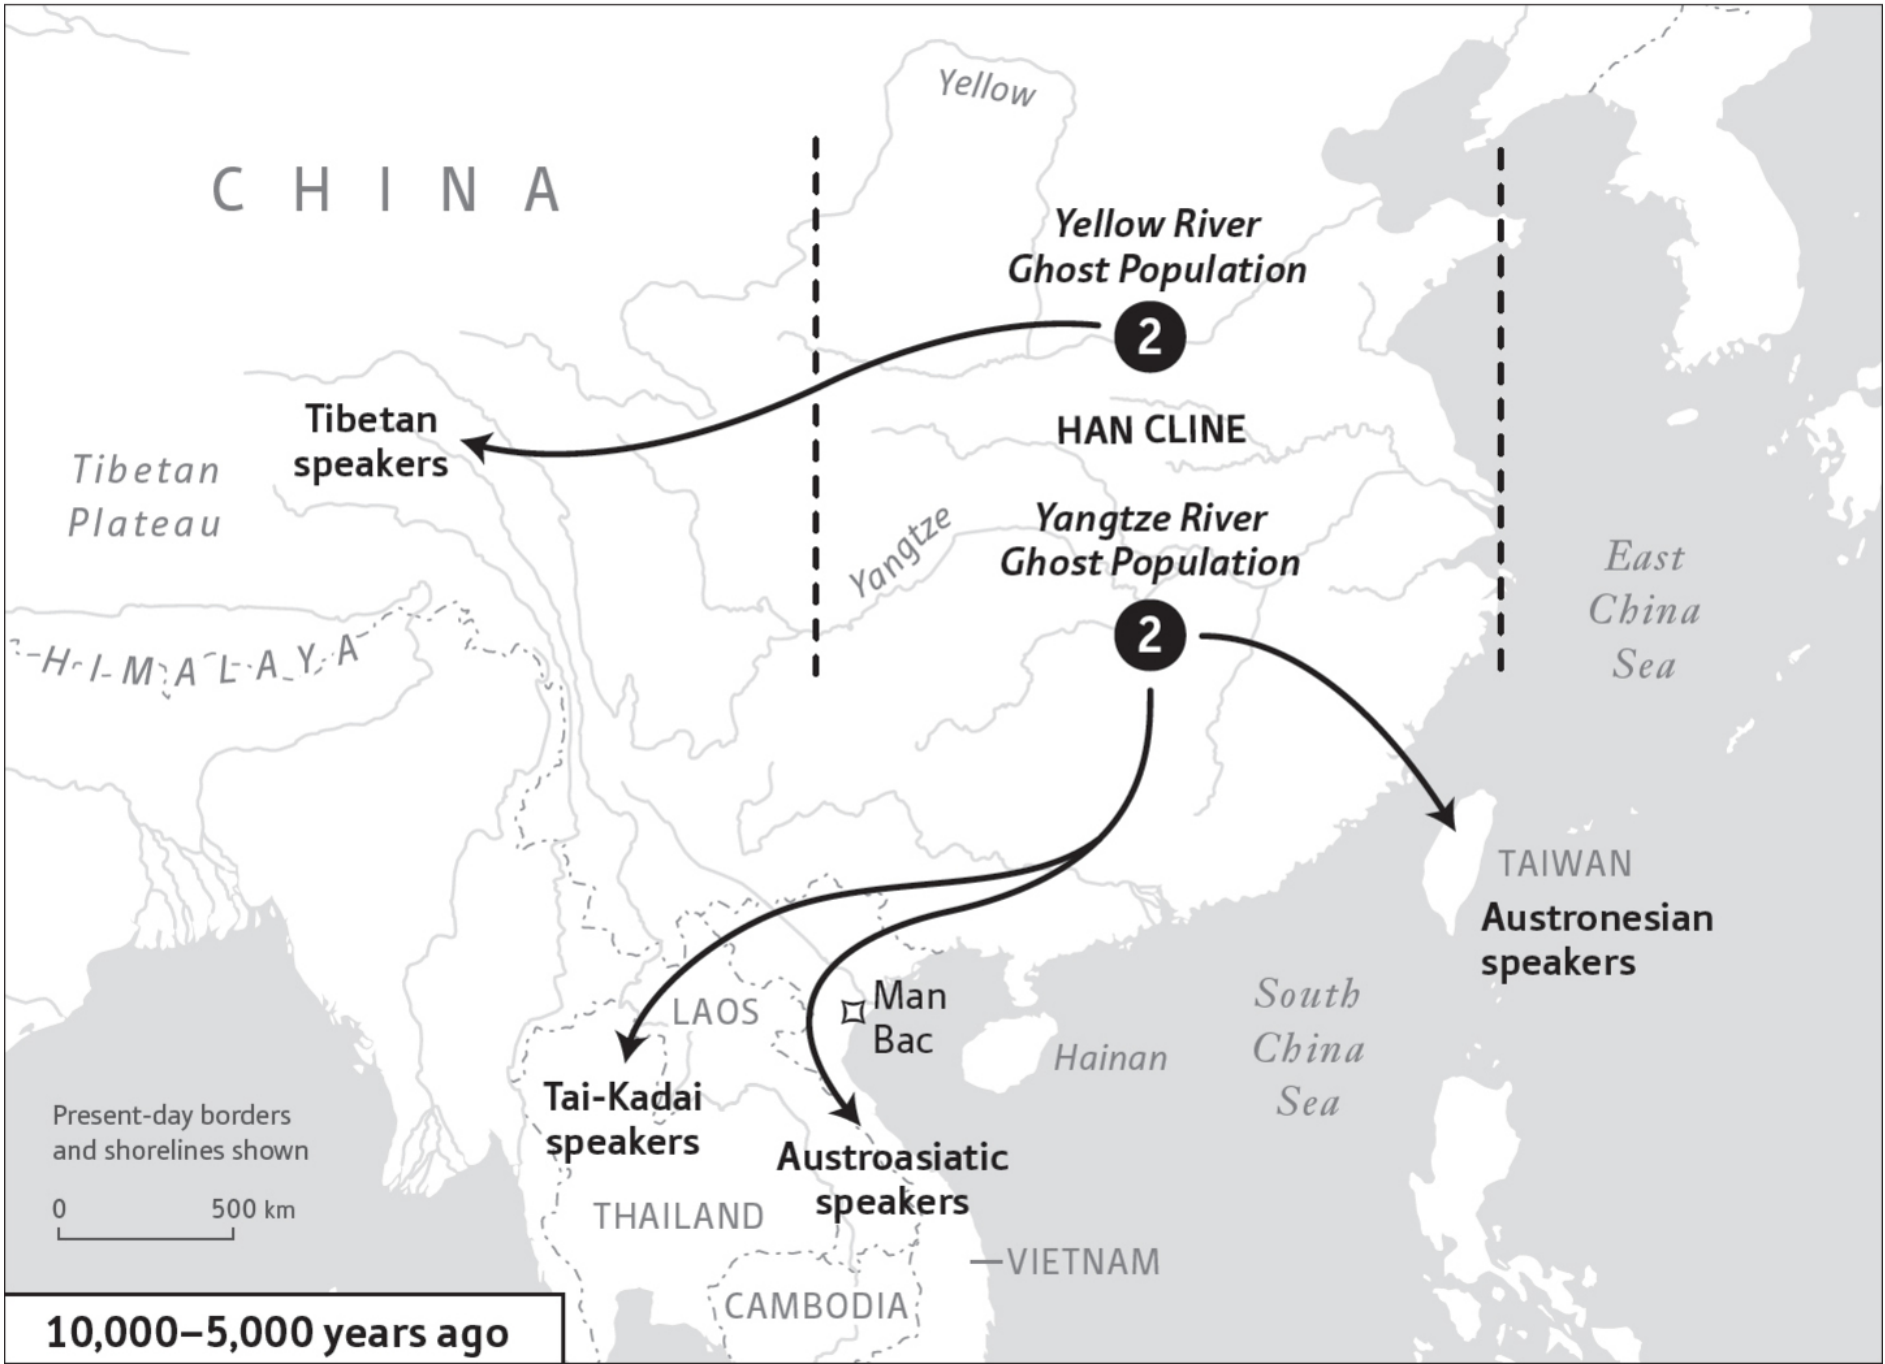 Yellow
CHINA
Yellow River
Ghost Population
2
HAN CLINE
Tibetan
speakers
Tibetan
Plateau
Yangtze
Yangtze River
Ghost Population
2
East
China
Sea
HIMALAYA
TAIWAN
Austronesian
speakers
South
China
Sea
Man
Bac
LAOS
Hainan
Tai-Kadai
speakers
Austroasiatic
speakers
THAILAND
VIETNAM
CAMBODIA
Present-day borders
and shorelines shown
0 500 km
10,000–5,000 years ago